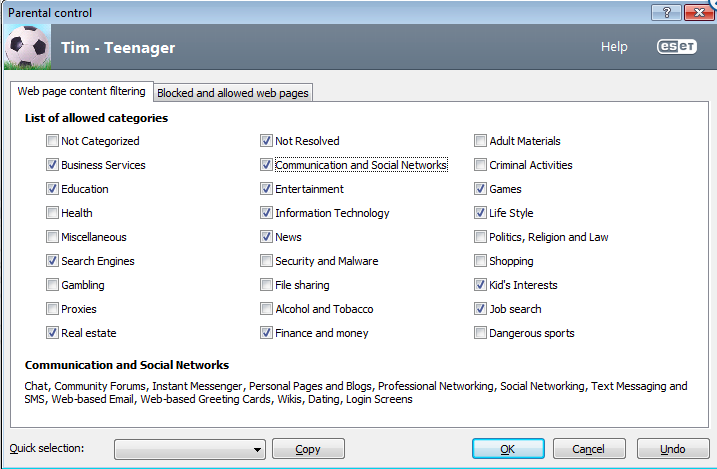 Parental control
Tim - Teenager
Help
eseT
Web page content filtering
Blocked and allowed web pages
List of allowed categories
Not Categorized
Not Resolved
Adult Materials
Business Services
Communication and Social Networks
Criminal Activities
Education
Entertainment
Games
Health
Information Technology
Life Style
Miscellaneous
News
Politics, Religion and Law
Search Engines
Security and Malware
Shopping
Gambling
File sharing
Kid's Interests
Proxies
Alcohol and Tobacco
Job search
Real estate
Finance and money
Dangerous sports
Communication and Social Networks
Chat, Community Forums, Instant Messenger, Personal Pages and Blogs, Professional Networking, Social Networking, Text Messaging and
SMS, Web-based Email, Web-based Greeting Cards, Wikis, Dating, Login Screens
Quick selection:
Copy
OK
Cancel
Undo